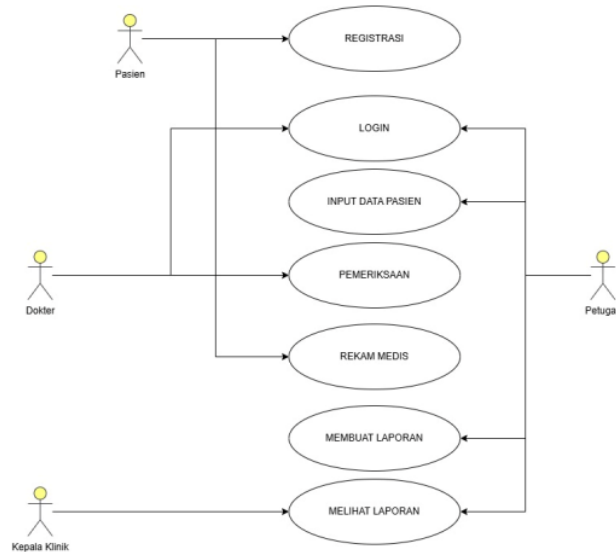 REGISTRASI
Pasien
LOGIN
INPUT DATA PASIEN
PEMERIKSAAN
Dokter
Petuga
REKAM MEDIS
MEMBUAT LAPORAN
MELIHAT LAPORAN
Kepala Klinik